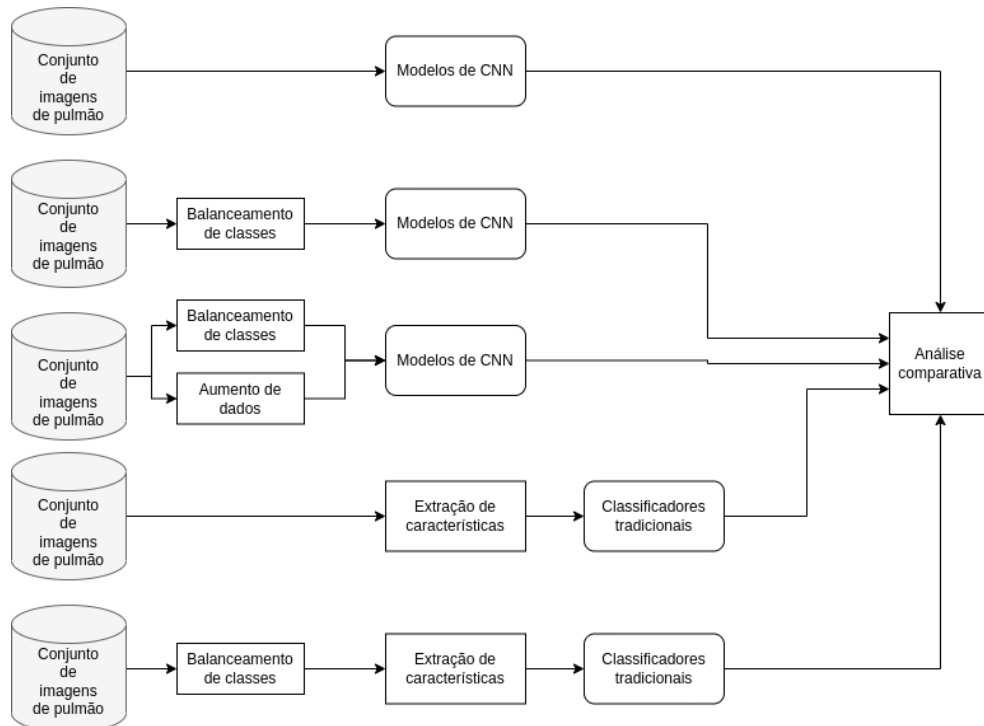 Conjunto
de
imagens
de pulmão
Modelos de CNN
Conjunto
de
imagens
de pulmão
Balanceamento
de classes
Modelos de CNN
Conjunto
de
imagens
de pulmão
Balanceamento
de classes
Aumento de
dados
Modelos de CNN
Análise
comparativa
Conjunto
de
imagens
de pulmão
Extração de
características
Classificadores
tradicionais
Conjunto
de
imagens
de pulmão
Balanceamento
de classes
Extração de
características
Classificadores
tradicionais